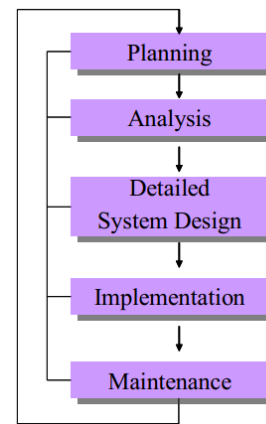 Planning
Analysis
Detailed
System Design
Implementation
Maintenance